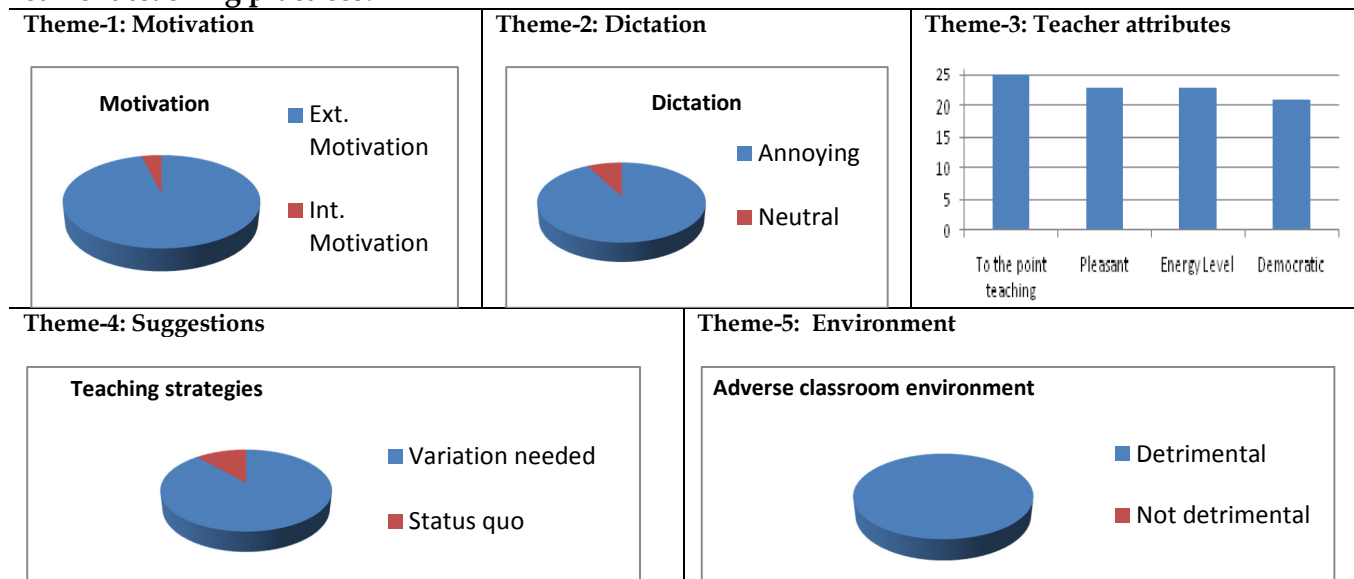 Theme-1: Motivation
Motivation
Ext.
Motivation
Int.
Motivation
Theme-2: Dictation
Dictation
Annoying
Neutral
Theme-3: Teacher attributes
25
20
15
10
5
0
To the point
teaching
Pleasant
Energy Level
Democratic
Theme-4: Suggestions
Teaching strategies
Variation needed
Status quo
Theme-5: Environment
Adverse classroom environment
Detrimental
Not detrimental